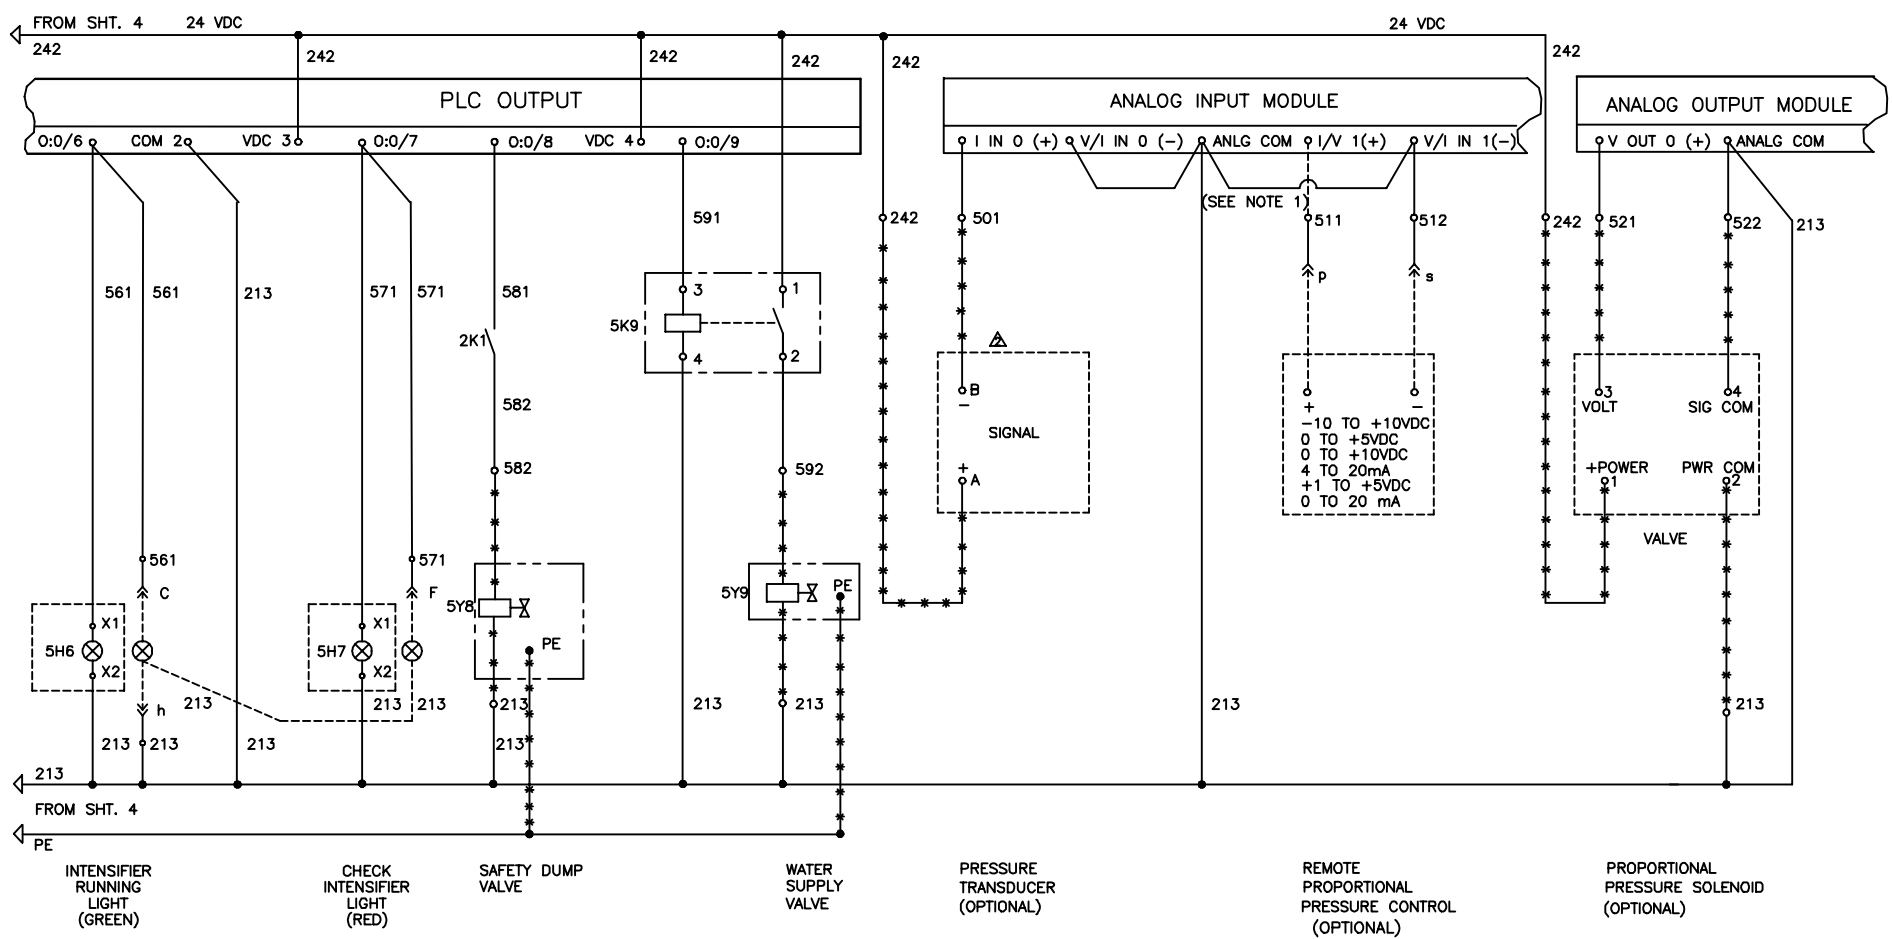 FROM SHT. 4 24 VDC 24 VDC
242 242 242 242 242 242
PLC OUTPUT
O:0/6 COM 2 VDC 3 O:0/7 O:0/8 VDC 4 O:0/9
ANALOG INPUT MODULE
I IN 0 (+) V/I IN 0 (-) ANLG COM I/V 1(+) V/I IN 1(-)
ANALOG OUTPUT MODULE
V OUT 0 (+) ANALG COM
(SEE NOTE 1)
591 242 501 511 512 242 521 522 213
561 561 213 571 571 581
p s
3 1
5K9
4 2
2K1
2
582
B
-
SIGNAL
+
A
+ -
-10 TO +10VDC
0 TO +5VDC
0 TO +10VDC
4 TO 20mA
+1 TO +5VDC
0 TO 20 mA
3 4
VOLT SIG COM
+POWER PWR COM
1 2
VALVE
582 592
561 571
C F
5Y8 PE
5Y9 PE
X1 X1
5H6 5H7
X2 X2
h
213 213 213 213 213 213 213 213
213 213 213 213
213
FROM SHT. 4
PE
INTENSIFIER
RUNNING
LIGHT
(GREEN)
CHECK
INTENSIFIER
LIGHT
(RED)
SAFETY DUMP
VALVE
WATER
SUPPLY
VALVE
PRESSURE
TRANSDUCER
(OPTIONAL)
REMOTE
PROPORTIONAL
PRESSURE CONTROL
(OPTIONAL)
PROPORTIONAL
PRESSURE SOLENOID
(OPTIONAL)